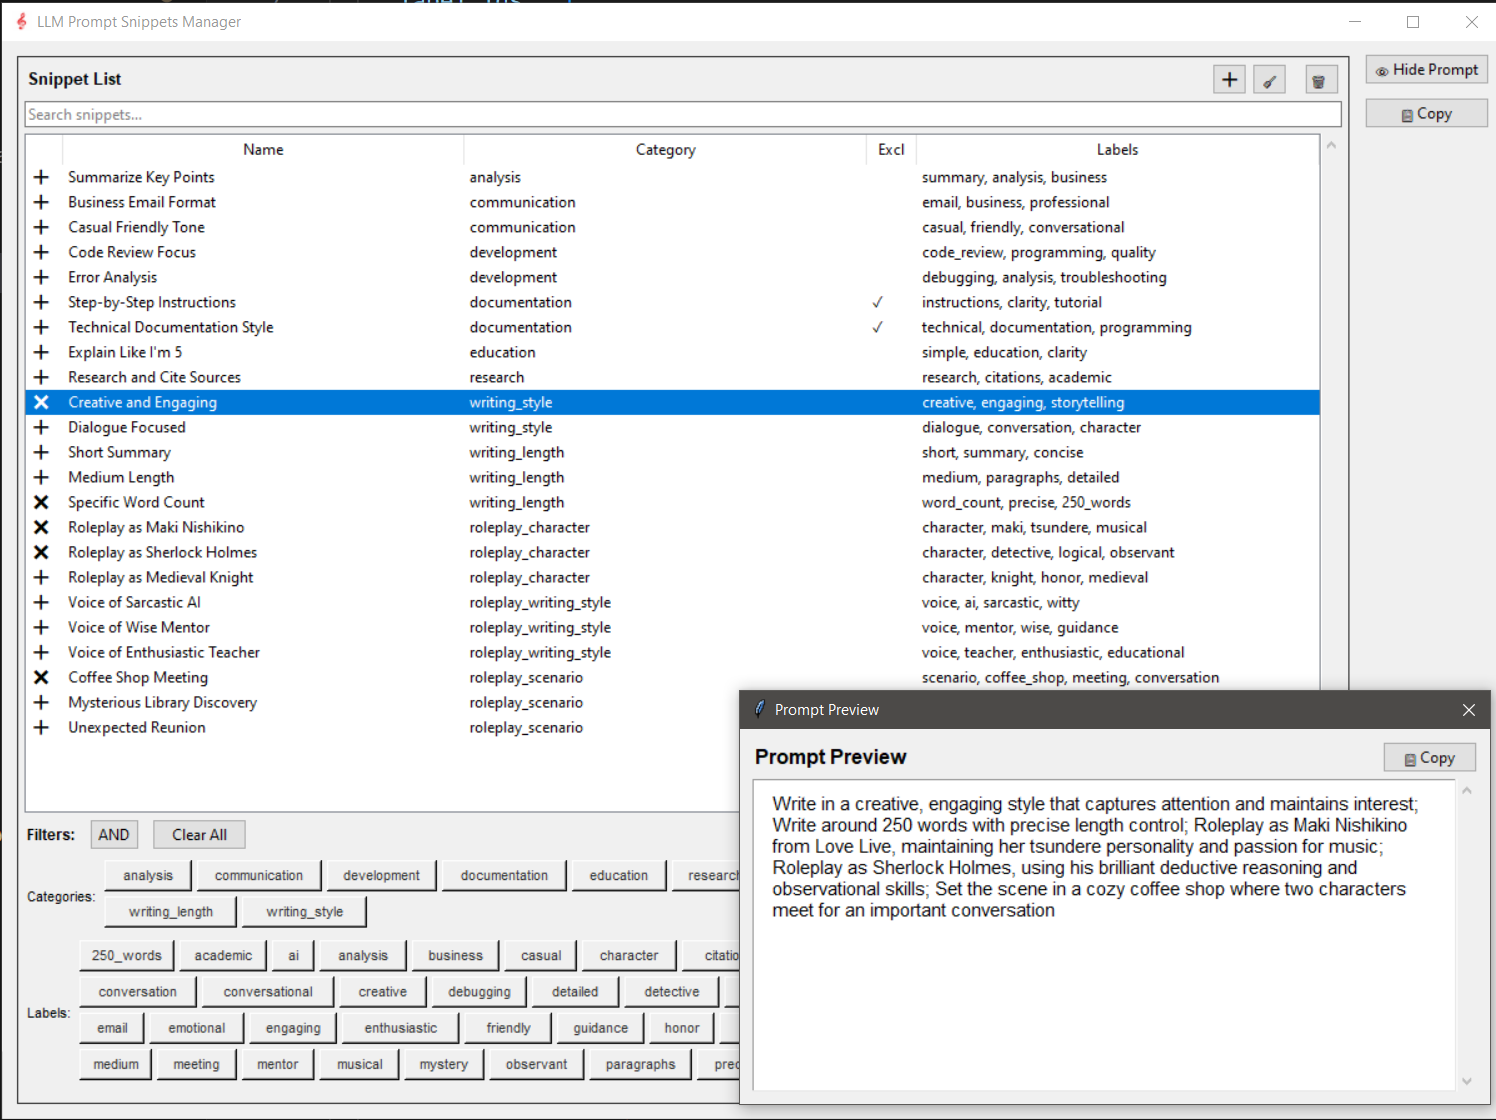 LLM Prompt Snippets Manager
Snippet List
Hide Prompt
Search snippets...
Copy
Name Category Excl Labels
Summarize Key Points analysis summary, analysis, business
Business Email Format communication email, business, professional
Casual Friendly Tone communication casual, friendly, conversational
Code Review Focus development code_review, programming, quality
Error Analysis development debugging, analysis, troubleshooting
Step-by-Step Instructions documentation ✓ instructions, clarity, tutorial
Technical Documentation Style documentation ✓ technical, documentation, programming
Explain Like I'm 5 education simple, education, clarity
Research and Cite Sources research research, citations, academic
Creative and Engaging writing_style creative, engaging, storytelling
Dialogue Focused writing_style dialogue, conversation, character
Short Summary writing_length short, summary, concise
Medium Length writing_length medium, paragraphs, detailed
Specific Word Count writing_length word_count, precise, 250_words
Roleplay as Maki Nishikino roleplay_character character, maki, tsundere, musical
Roleplay as Sherlock Holmes roleplay_character character, detective, logical, observant
Roleplay as Medieval Knight roleplay_character character, knight, honor, medieval
Voice of Sarcastic AI roleplay_writing_style voice, ai, sarcastic, witty
Voice of Wise Mentor roleplay_writing_style voice, mentor, wise, guidance
Voice of Enthusiastic Teacher roleplay_writing_style voice, teacher, enthusiastic, educational
Coffee Shop Meeting roleplay_scenario scenario, coffee_shop, meeting, conversation
Mysterious Library Discovery roleplay_scenario
Unexpected Reunion roleplay_scenario
Filters: AND Clear All
Categories: analysis communication development documentation education research
writing_length writing_style
Labels: 250_words academic ai analysis business casual character citatio
conversation conversational creative debugging detailed detective
email emotional engaging enthusiastic friendly guidance honor
medium meeting mentor musical mystery observant paragraphs prec
Prompt Preview
Prompt Preview
Copy
Write in a creative, engaging style that captures attention and maintains interest;
Write around 250 words with precise length control; Roleplay as Maki Nishikino
from Love Live, maintaining her tsundere personality and passion for music;
Roleplay as Sherlock Holmes, using his brilliant deductive reasoning and
observational skills; Set the scene in a cozy coffee shop where two characters
meet for an important conversation